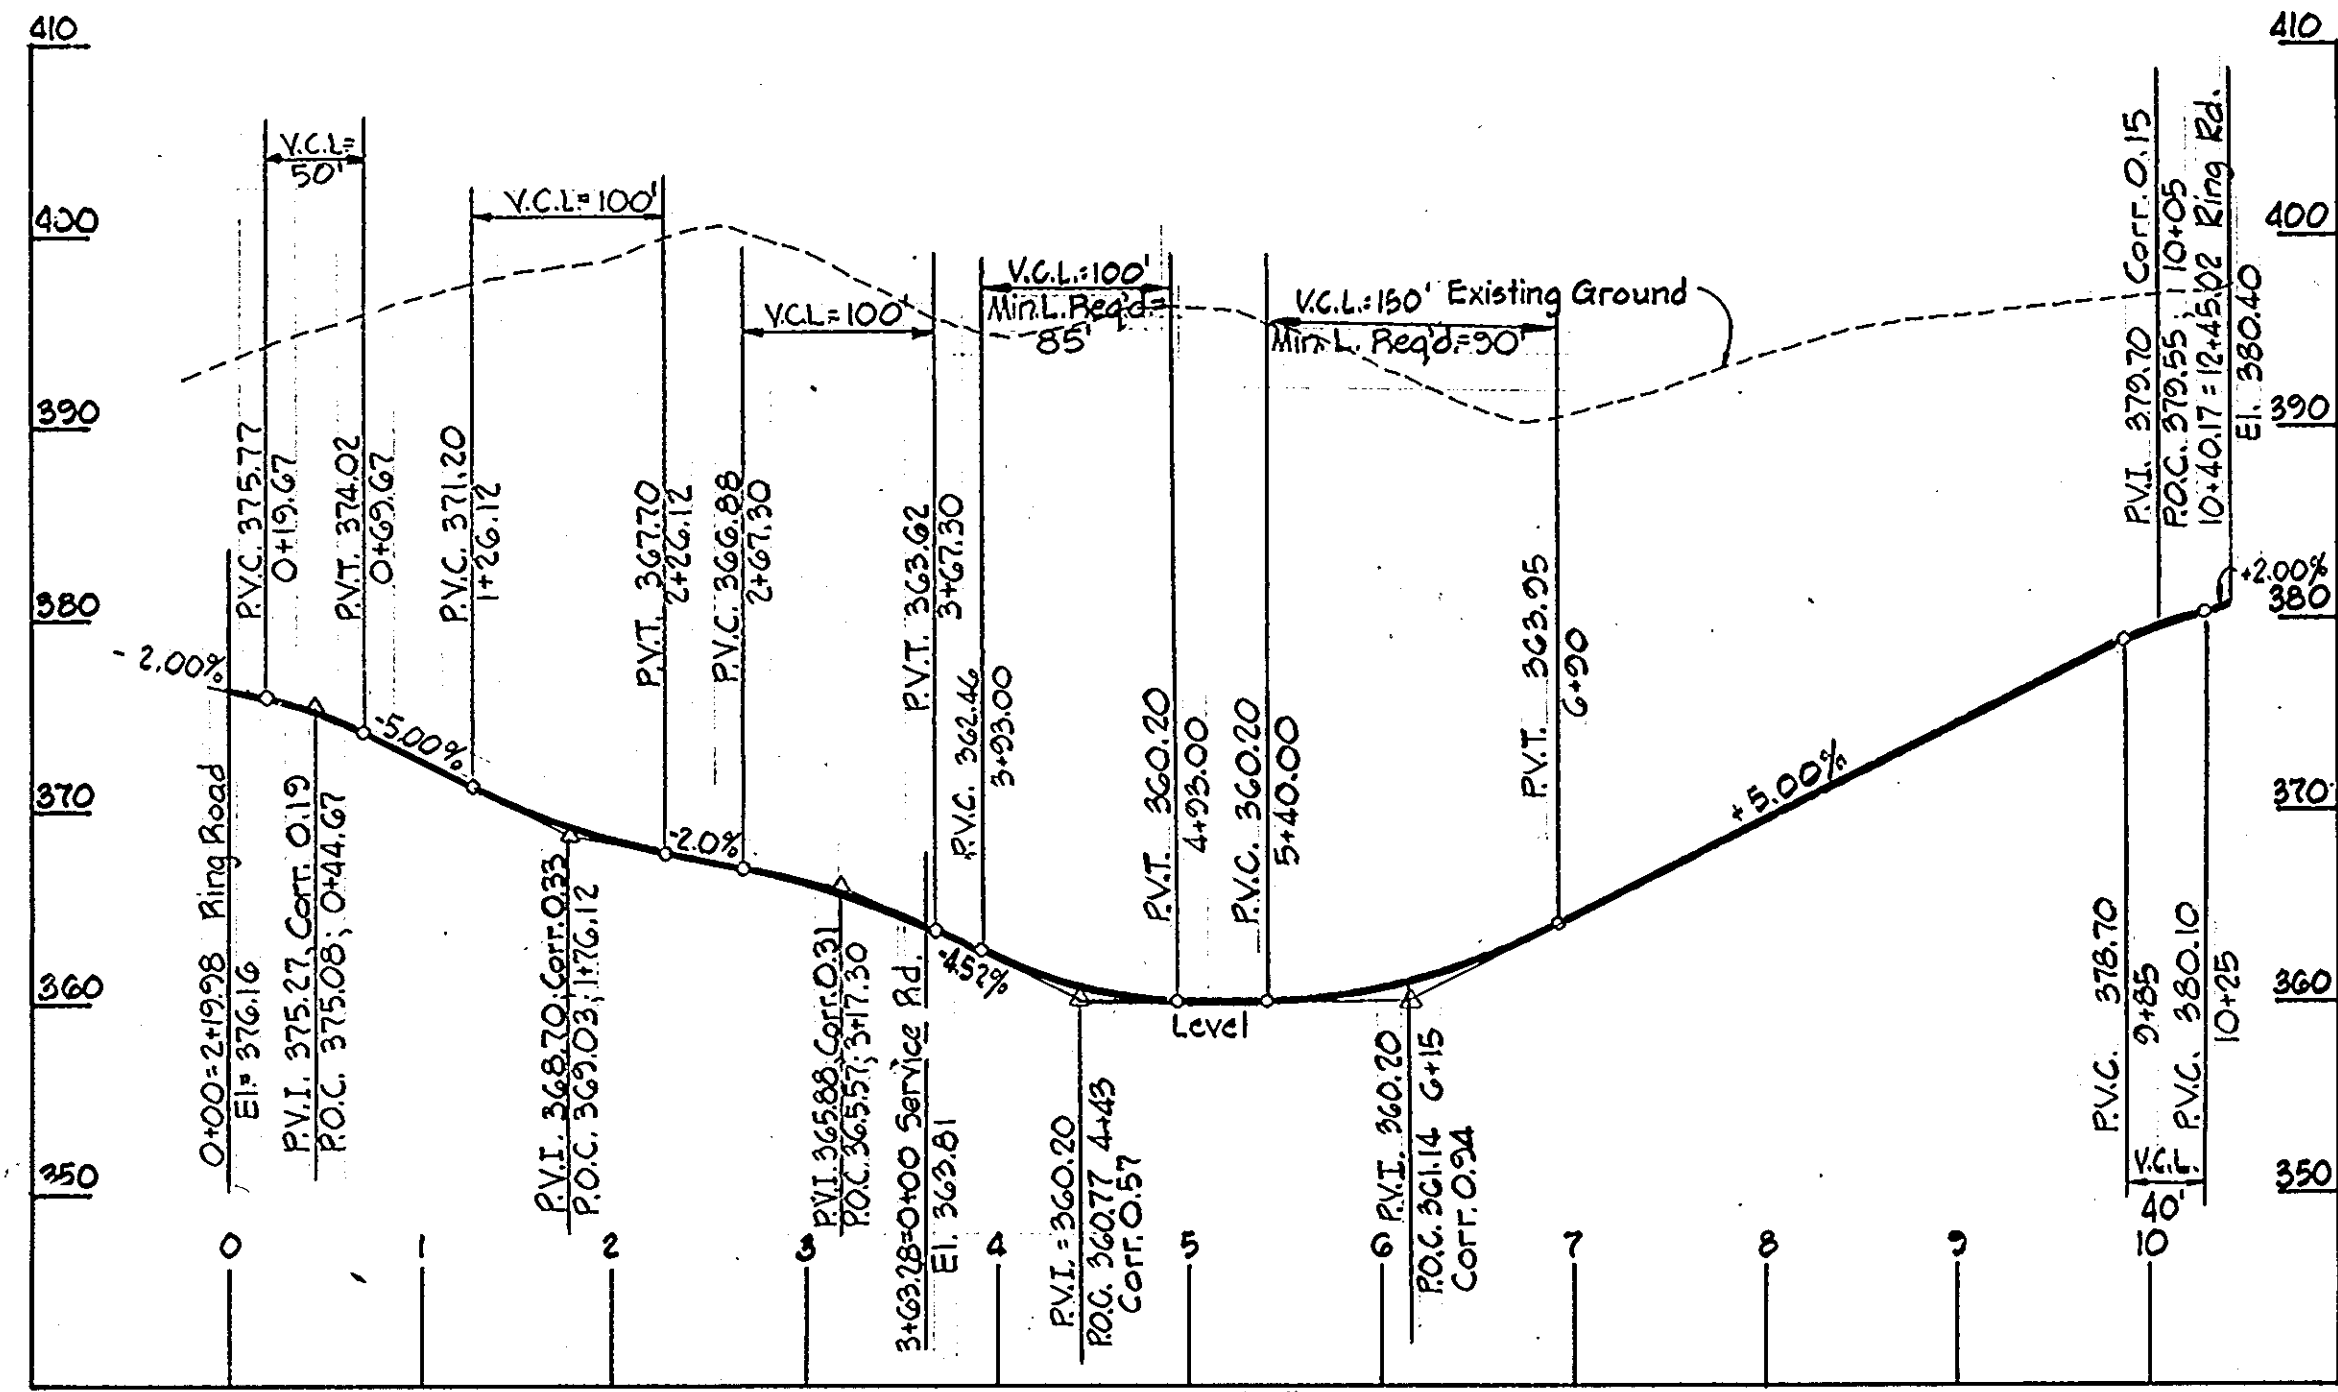 410
400
390
380
370
360
350
410
400
390
380
370
360
350
V.C.L=
50'
V.C.L=100'
V.C.L=100'
V.C.L.=100'
Min.L.Req'd.=
85'
V.C.L.=150'
Min. L. Req'd.=90'
Existing Ground
P.V.C. 375.77
0+19.67
P.V.T. 374.02
0+69.67
P.V.C. 371.20
1+26.12
P.V.T. 367.70
2+26.12
P.V.C. 366.88
2+67.30
P.V.T. 363.62
3+67.30
P.V.C. 362.46
3+93.00
P.V.T. 360.20
4+93.00
P.V.C. 360.20
5+40.00
P.V.T. 363.95
6+90
P.V.I. 379.70 Corr. 0.15
P.O.C. 379.55; 10+05
10+40.17=12+45.02 Ring Rd.
El. 380.40
- 2.00%
-5.00%
-2.0%
-4.52%
Level
+5.00%
+2.00%
0+00=2+19.98 Ring Road
El=376.16
P.V.I. 375.27, Corr. 0.19
P.O.C. 375.08; 0+44.67
P.V.I. 368.70; Corr. 0.33
P.O.C. 369.03; 1+76.12
P.V.I. 365.88, Corr. 0.31
P.O.C. 365.57; 3+17.30
3+63.28=0+00 Service Rd.
El. 363.81
P.V.I.=360.20
P.O.C. 360.77 4+43
Corr. 0.57
P.V.I. 360.20
P.O.C. 361.14 6+15
Corr. 0.94
P.V.C. 378.70
9+85
P.V.C. 380.10
10+25
V.C.L.
40'
0 1 2 3 4 5 6 7 8 9 10